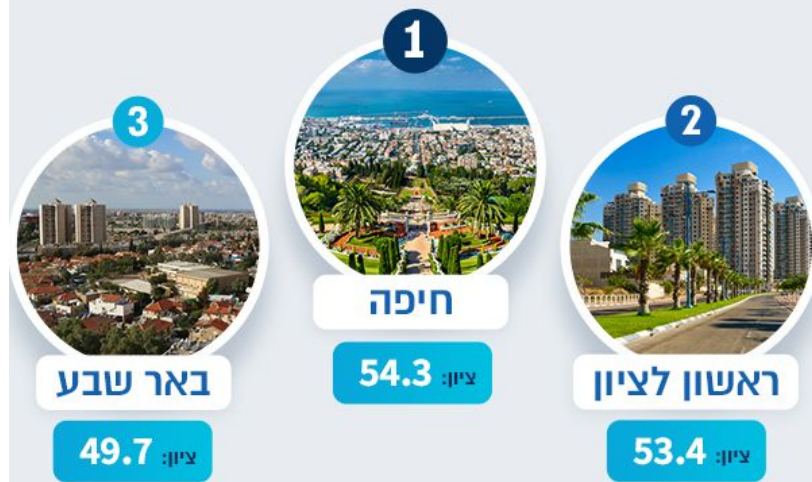 1
חיפה
ציון: 54.3
2
ראשון לציון
ציון: 53.4
3
באר שבע
ציון: 49.7